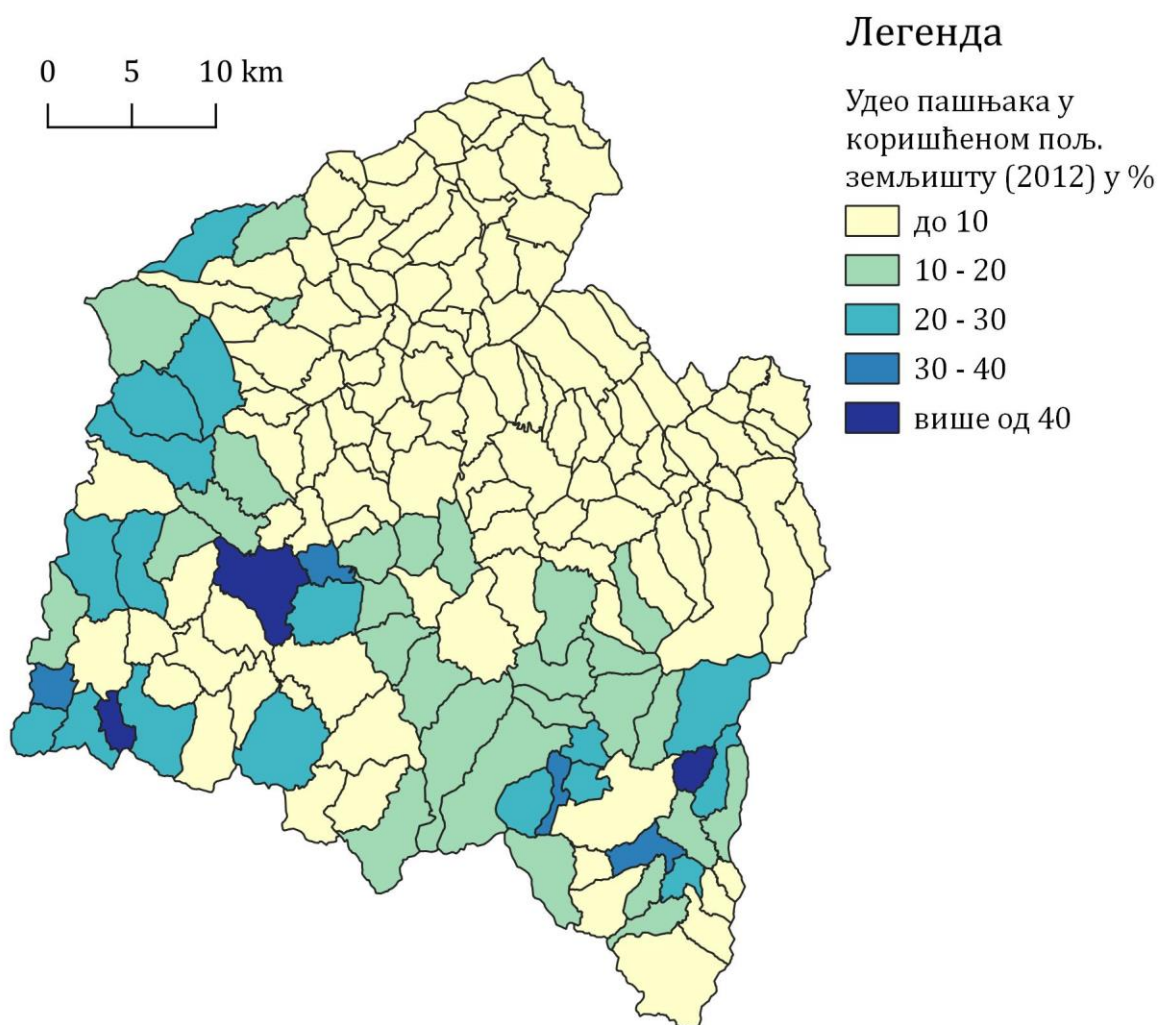 0 5 10 km
Легенда
Удео пашњака у
коришћеном пољ.
земљишту (2012) у %
до 10
10 - 20
20 - 30
30 - 40
више од 40